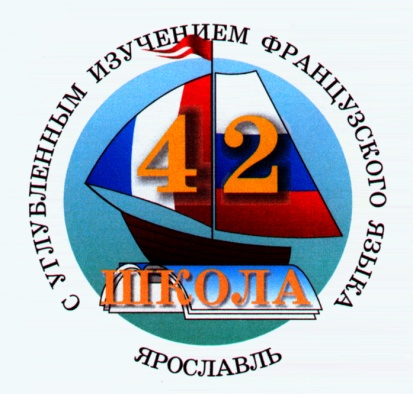 С УГЛУБЛЕННЫМ ИЗУЧЕНИЕМ ФРАНЦУЗСКОГО ЯЗЫКА
42
ШКОЛА
ЯРОСЛАВЛЬ